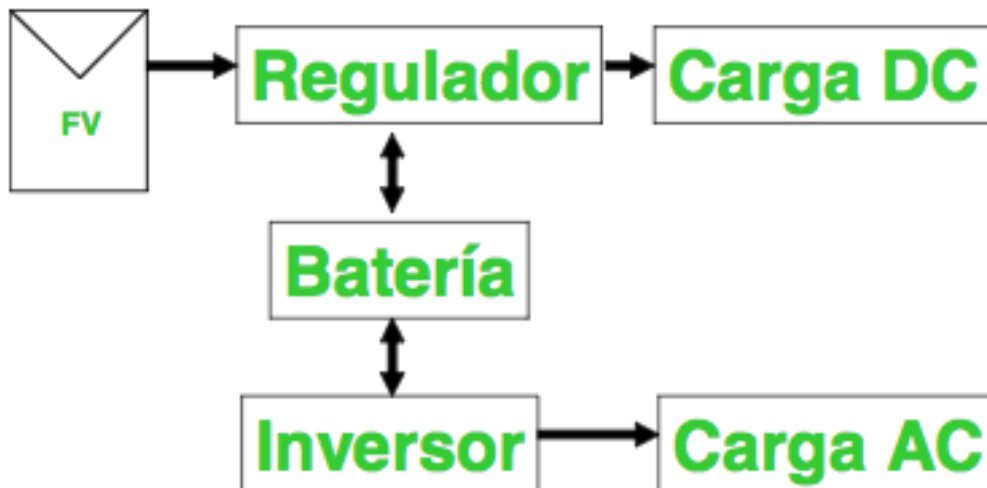 FV
Regulador
Carga DC
Batería
Inversor
Carga AC